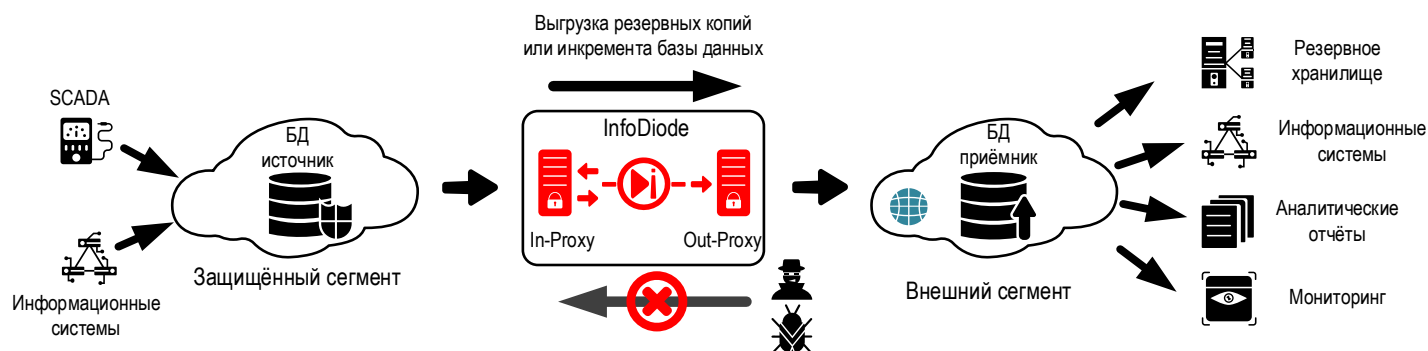 Выгрузка резервных копий
или инкремента базы данных
SCADA
БД
источник
Защищённый сегмент
Информационные
системы
InfoDiode
In-Proxy
Out-Proxy
БД
приёмник
Внешний сегмент
Резервное
хранилище
Информационные
системы
Аналитические
отчёты
Мониторинг